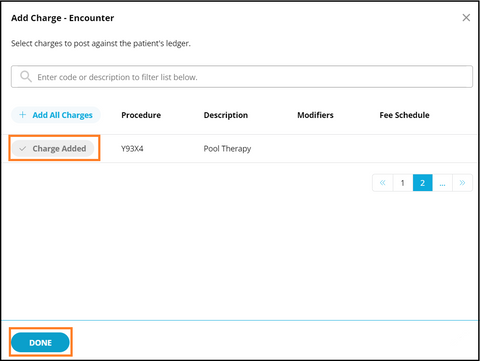 Add Charge - Encounter
Select charges to post against the patient's ledger.
Enter code or description to filter list below.
+ Add All Charges Procedure Description Modifiers Fee Schedule
Charge Added Y93X4 Pool Therapy
« 1 2 ... »
DONE